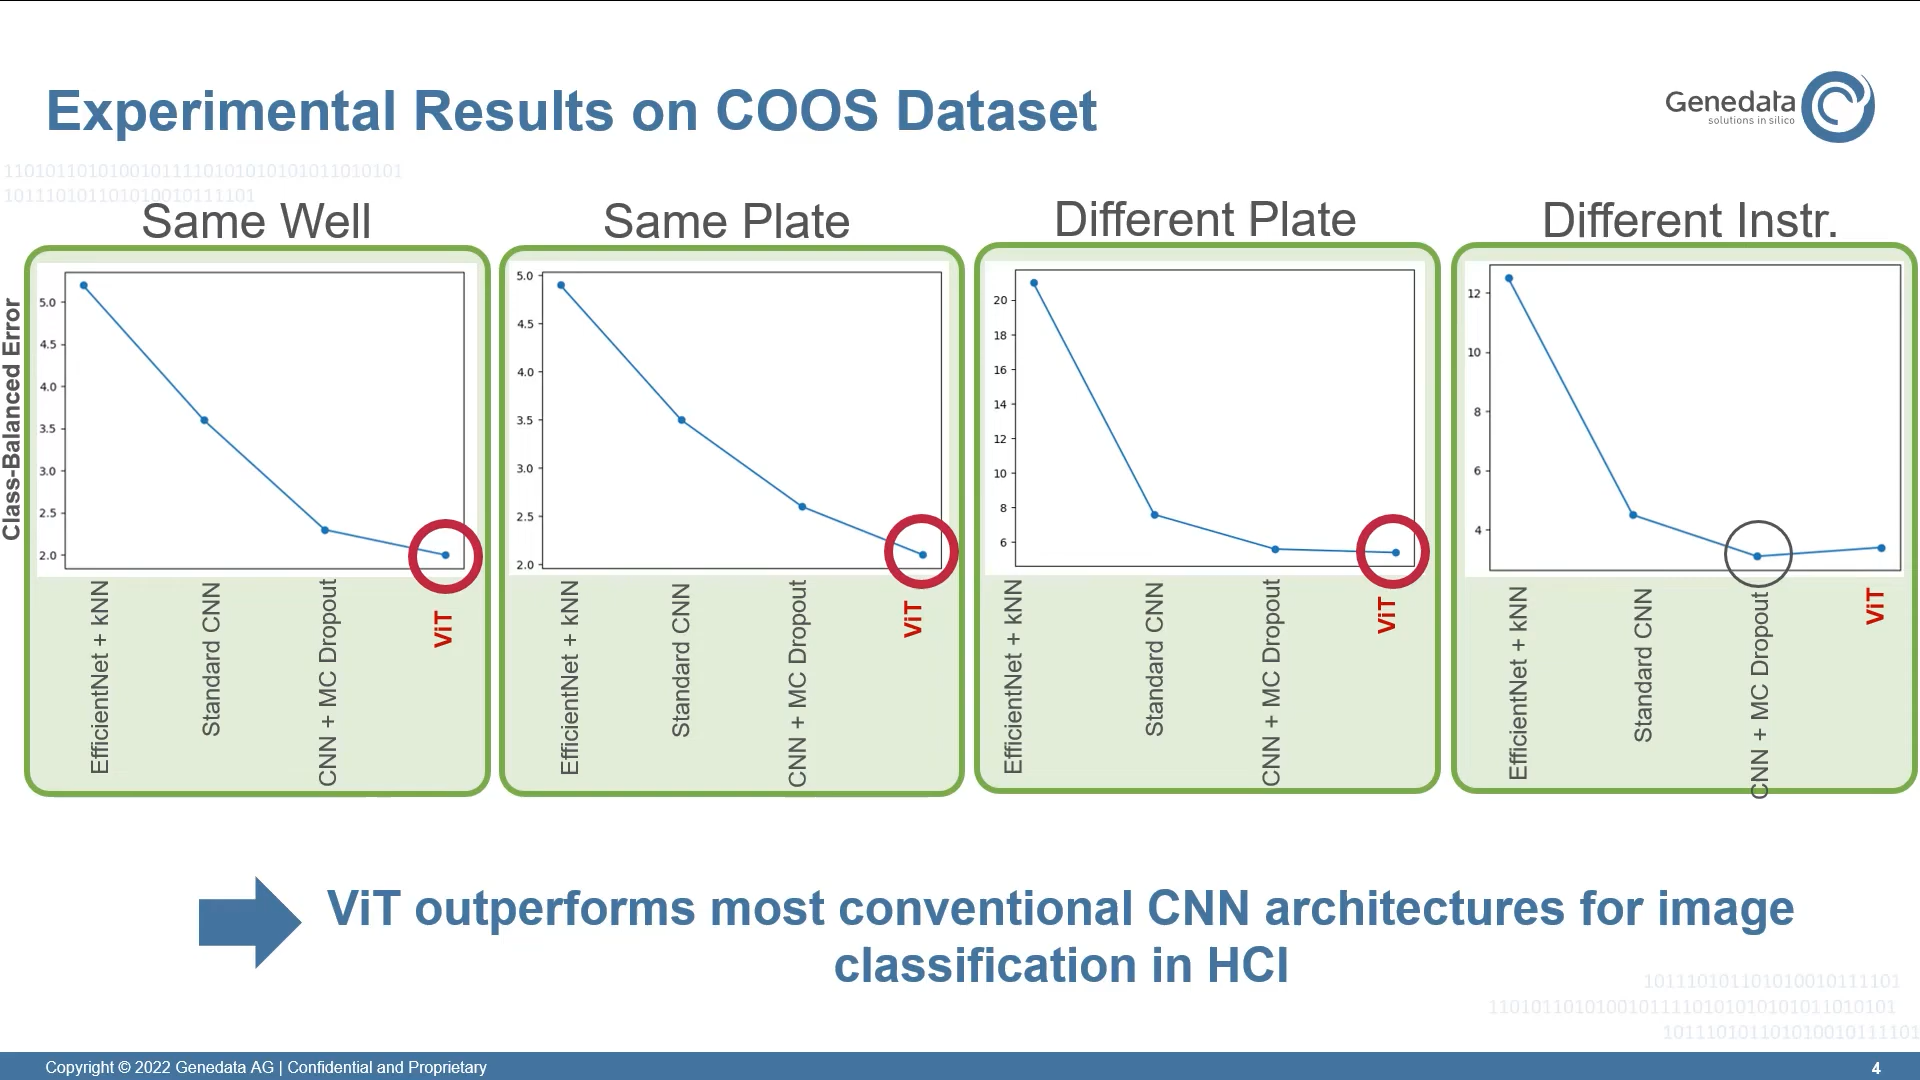 Experimental Results on COOS Dataset
Genedata
solutions in silico
1101011010100101111010101010101011010101
101110101101010010111101
Same Well
Same Plate
Different Plate
Different Instr.
Class-Balanced Error
5.0
4.5
4.0
3.5
3.0
2.5
2.0
EfficientNet + kNN
Standard CNN
CNN + MC Dropout
ViT
5.0
4.5
4.0
3.5
3.0
2.5
2.0
EfficientNet + kNN
Standard CNN
CNN + MC Dropout
ViT
20
18
16
14
12
10
8
6
EfficientNet + kNN
Standard CNN
CNN + MC Dropout
ViT
12
10
8
6
4
EfficientNet + kNN
Standard CNN
CNN + MC Dropout
ViT
ViT outperforms most conventional CNN architectures for image
classification in HCI
Copyright © 2022 Genedata AG | Confidential and Proprietary
4